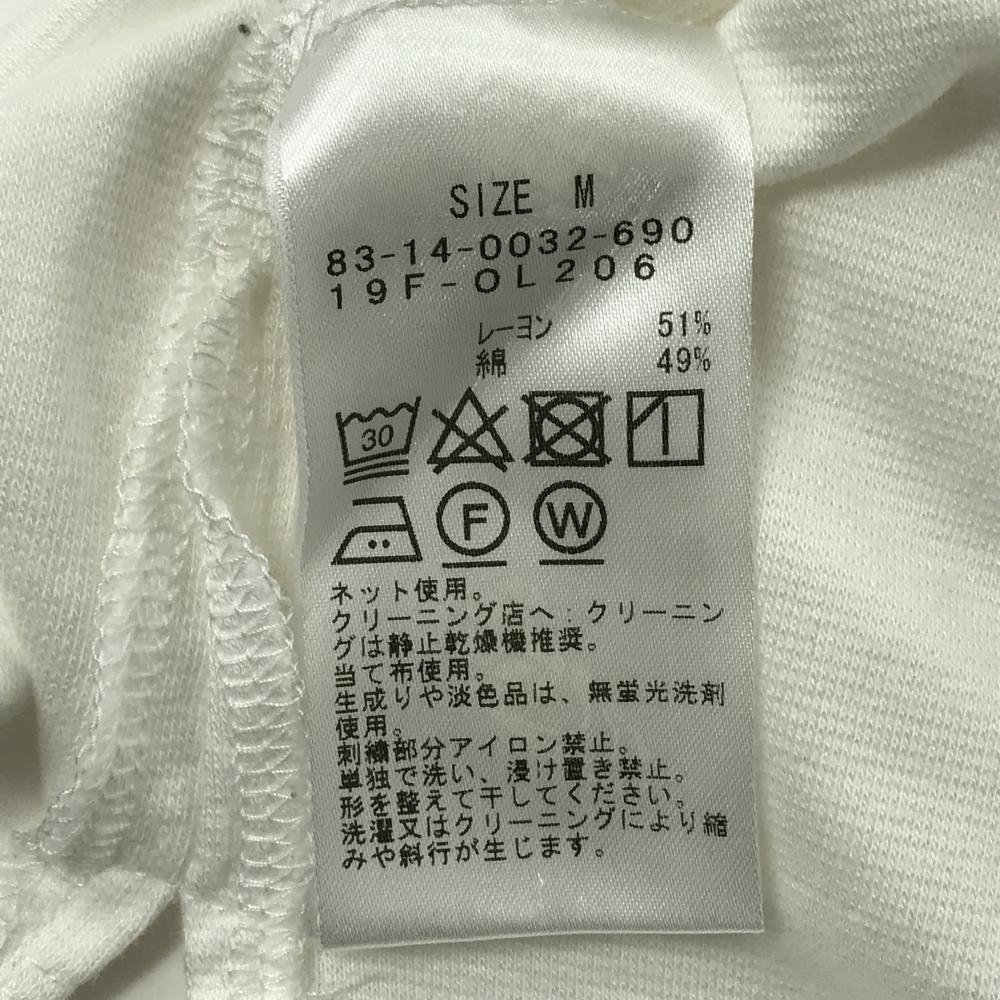 SIZE M
83-14-0032-690
19F-OL206
レーヨン 51%
綿 49%
30
F W
ネット使用。
クリーニング店へ:クリーニン
グは静止乾燥機推奨。
当て布使用。
生成りや淡色品は、無蛍光洗剤
使用。
刺繍部分アイロン禁止。
単独で洗い、浸け置き禁止。
形を整えて干してください。
洗濯又はクリーニングにより縮
みや斜行が生じます。